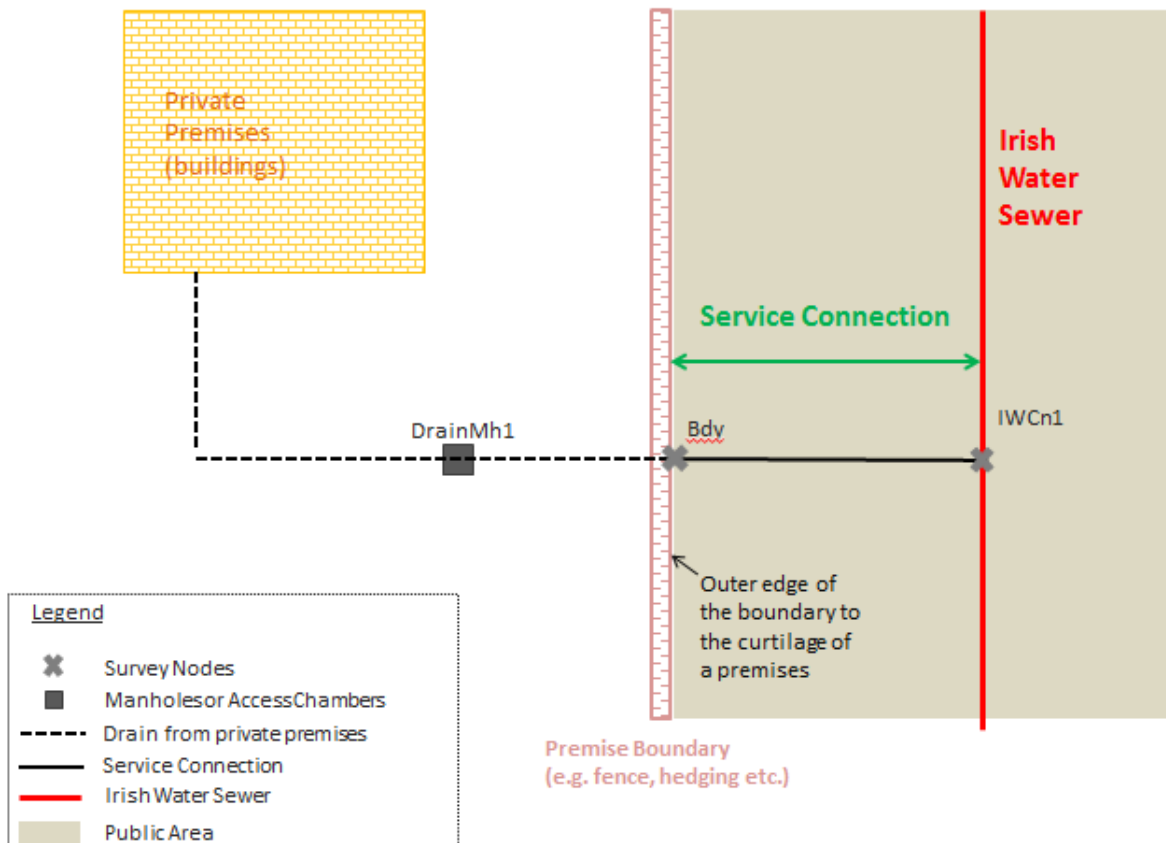 Private
Premises
(buildings)
Irish
Water
Sewer
Service Connection
DrainMh1
Bdy
IWCn1
Outer edge of
the boundary to
the curtilage of
a premises
Premise Boundary
(e.g. fence, hedging etc.)
Legend
Survey Nodes
Manholesor AccessChambers
Drain from private premises
Service Connection
Irish Water Sewer
Public Area